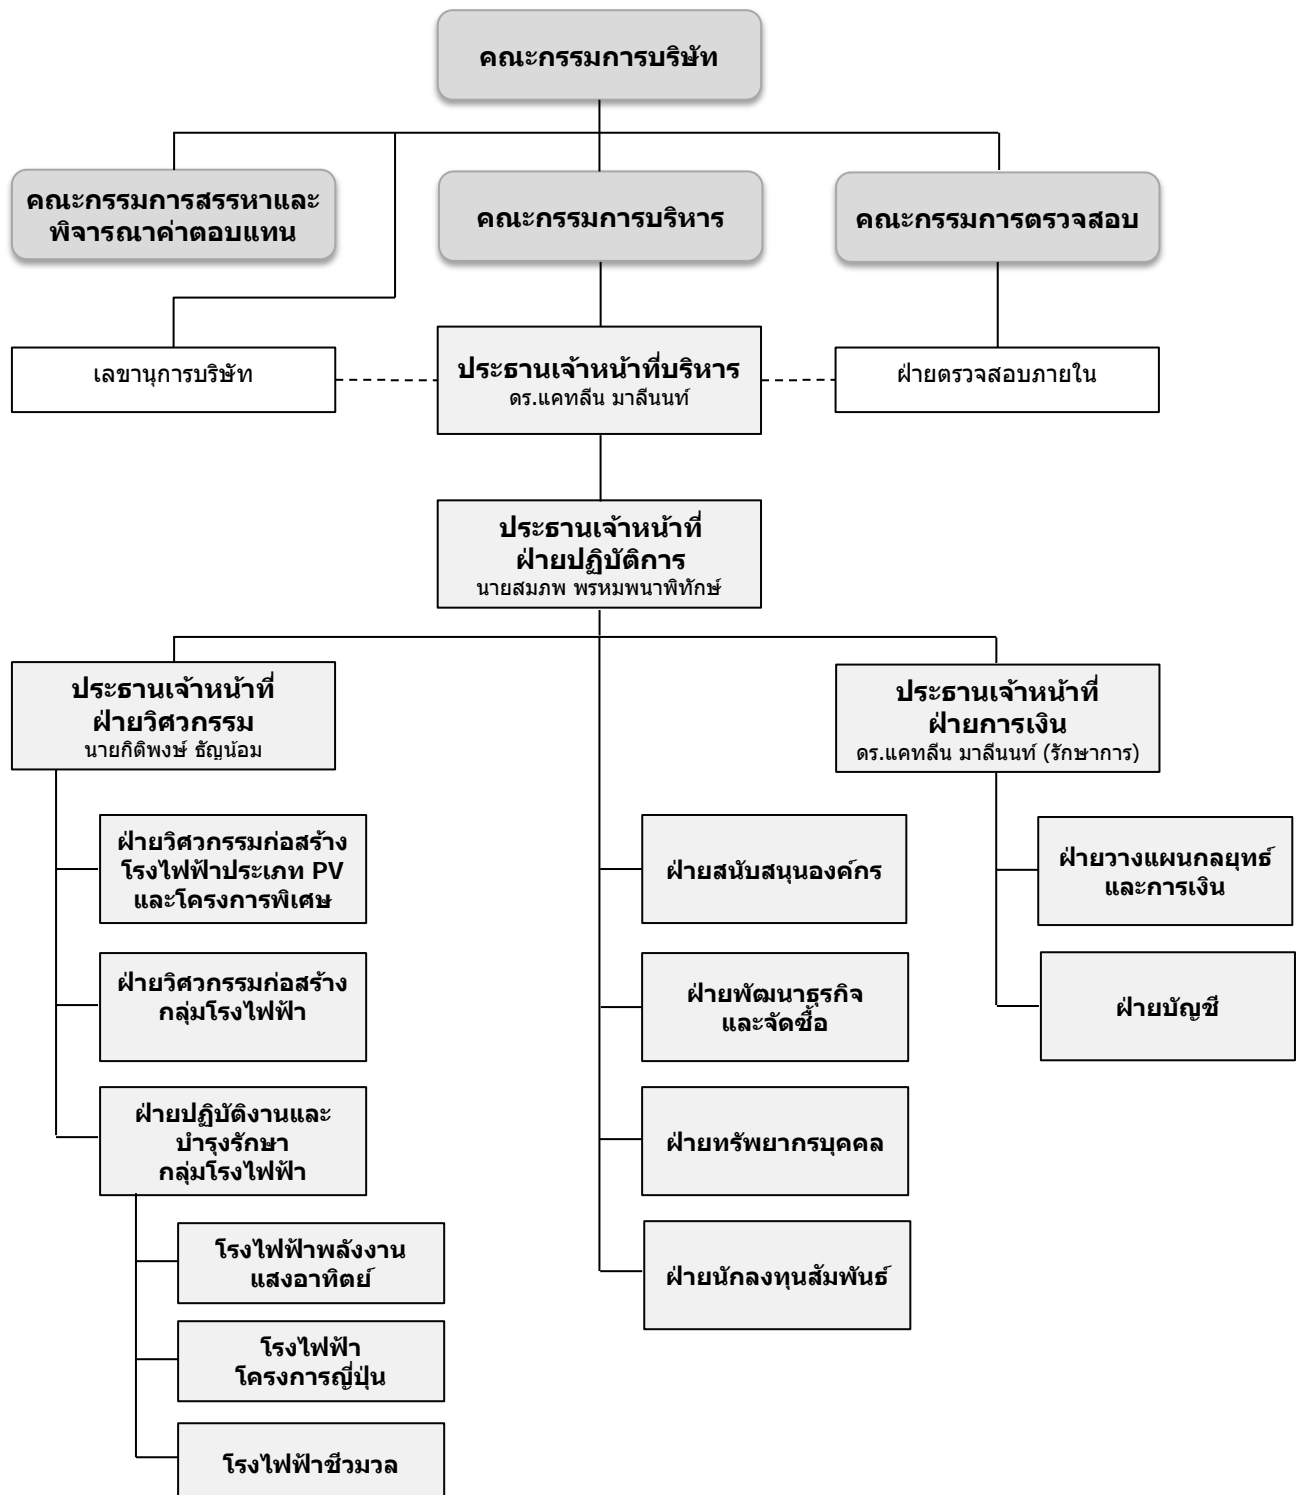 คณะกรรมการบริษัท
คณะกรรมการสรรหาและ
พิจารณาค่าตอบแทน
คณะกรรมการบริหาร
คณะกรรมการตรวจสอบ
เลขานุการบริษัท
ประธานเจ้าหน้าที่บริหาร
ดร.แคทลีน มาลีนนท์
ฝ่ายตรวจสอบภายใน
ประธานเจ้าหน้าที่
ฝ่ายปฏิบัติการ
นายสมภพ พรหมพนาพิทักษ์
ประธานเจ้าหน้าที่
ฝ่ายวิศวกรรม
นายกิติพงษ์ ธัญน้อม
ประธานเจ้าหน้าที่
ฝ่ายการเงิน
ดร.แคทลีน มาลีนนท์ (รักษาการ)
ฝ่ายวิศวกรรมก่อสร้าง
โรงไฟฟ้าประเภท PV
และโครงการพิเศษ
ฝ่ายสนับสนุนองค์กร
ฝ่ายวางแผนกลยุทธ์
และการเงิน
ฝ่ายวิศวกรรมก่อสร้าง
กลุ่มโรงไฟฟ้า
ฝ่ายพัฒนาธุรกิจ
และจัดซื้อ
ฝ่ายบัญชี
ฝ่ายปฏิบัติงานและ
บำรุงรักษา
กลุ่มโรงไฟฟ้า
ฝ่ายทรัพยากรบุคคล
โรงไฟฟ้าพลังงาน
แสงอาทิตย์
ฝ่ายนักลงทุนสัมพันธ์
โรงไฟฟ้า
โครงการญี่ปุ่น
โรงไฟฟ้าชีวมวล